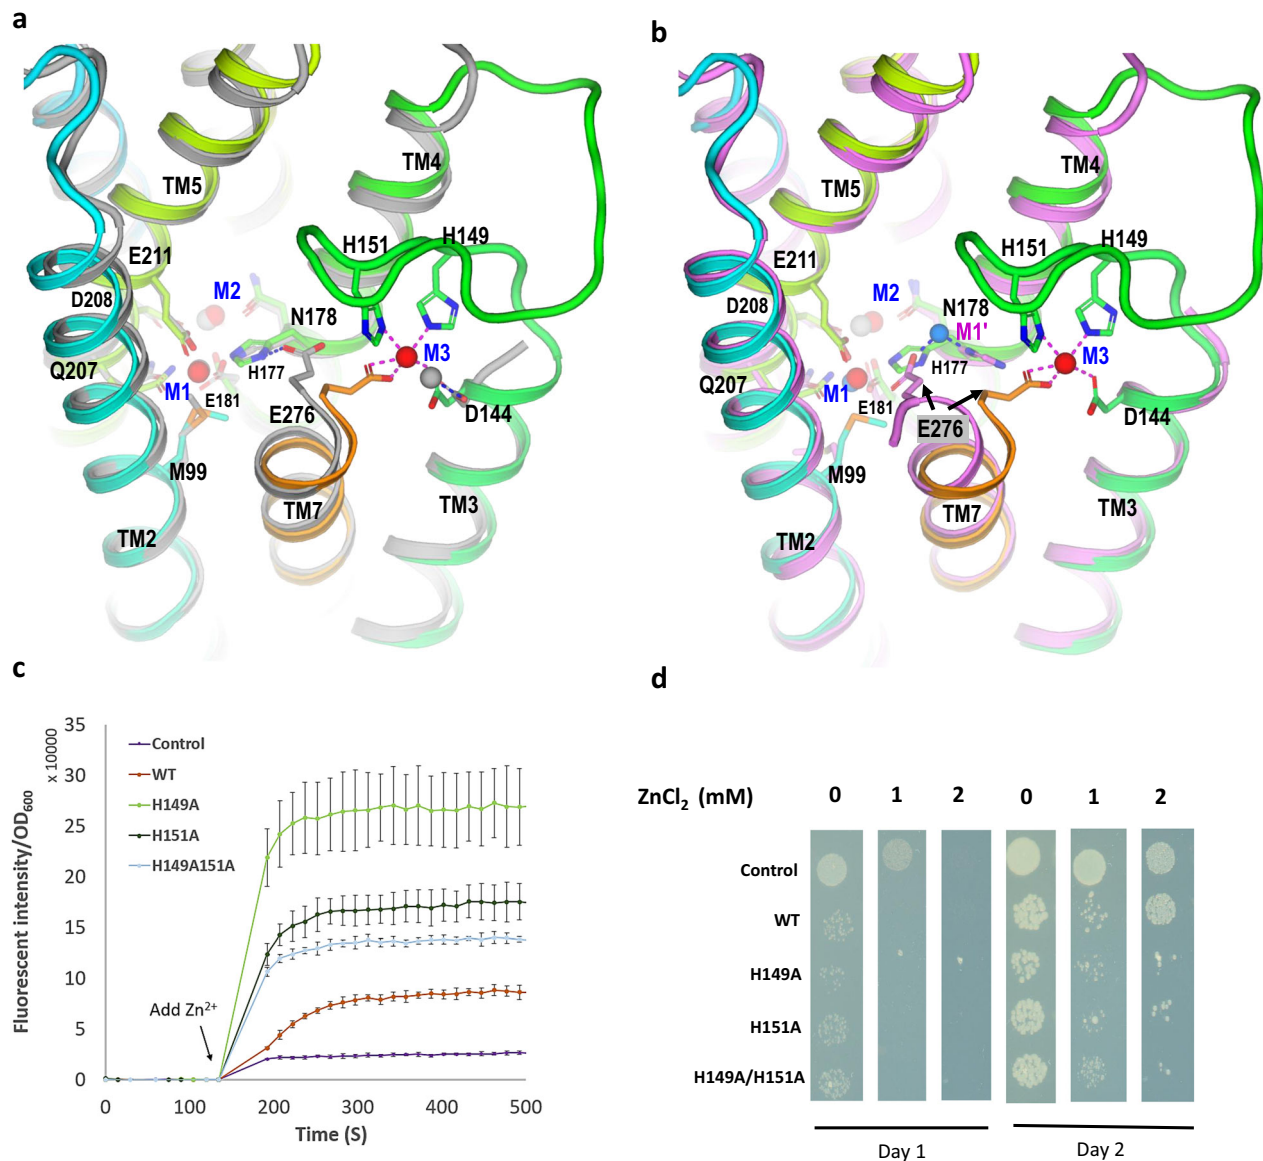 a
TM5
TM4
E211
H151
H149
D208
M2
N178
M3
Q207
M1
H177
E181
E276
D144
M99
TM7
TM3
TM2
b
TM4
TM5
H151
H149
E211
M2
N178
D208
M1'
M3
Q207
H177
M1
E181
E276
D144
M99
TM7
TM3
TM2
c
35
30
25
20
15
10
5
0
x 10000
Fluorescent intensity/OD600
Control
WT
H149A
H151A
H149A151A
Add Zn2+
0 100 200 300 400 500
Time (S)
d
ZnCl2 (mM) 0 1 2 0 1 2
Control
WT
H149A
H151A
H149A/H151A
Day 1 Day 2